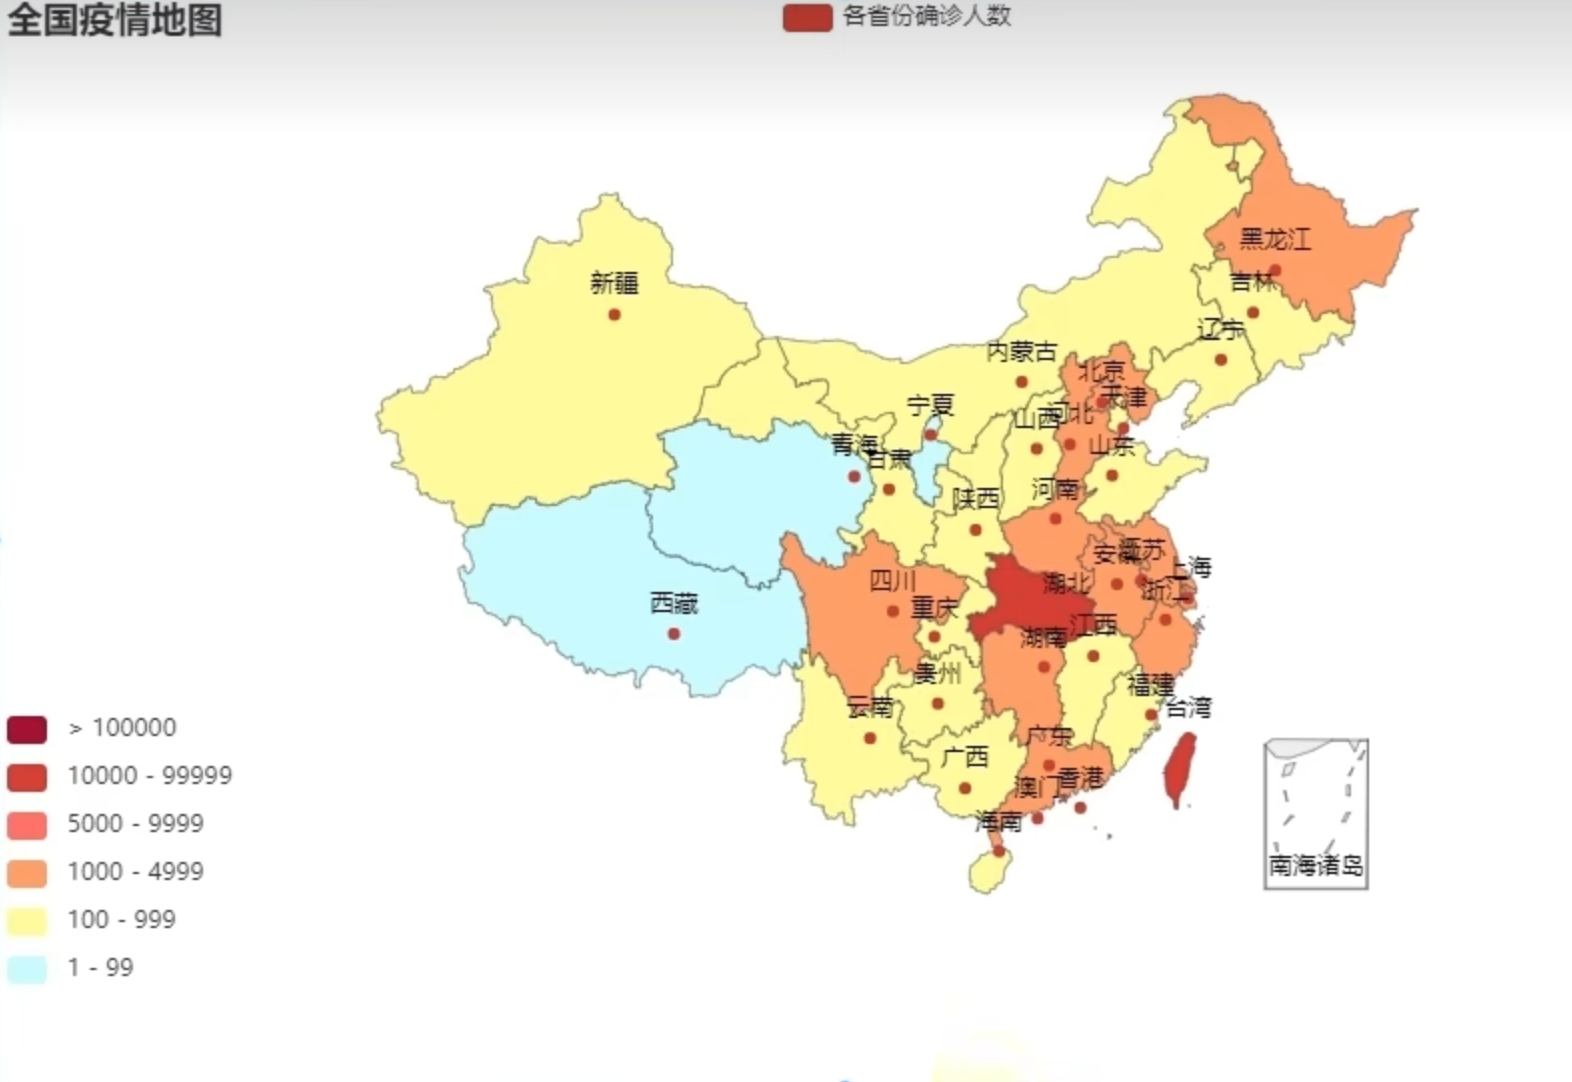 全国疫情地图
各省份确诊人数
黑龙江
吉林
新疆
辽宁
内蒙古
北京
天津
宁夏
河北
山西
青海
甘肃
山东
陕西
河南
安徽
江苏
上海
四川
湖北
浙江
西藏
重庆
江西
湖南
贵州
福建
云南
台湾
广东
广西
香港
澳门
海南
南海诸岛
> 100000
10000 - 99999
5000 - 9999
1000 - 4999
100 - 999
1 - 99